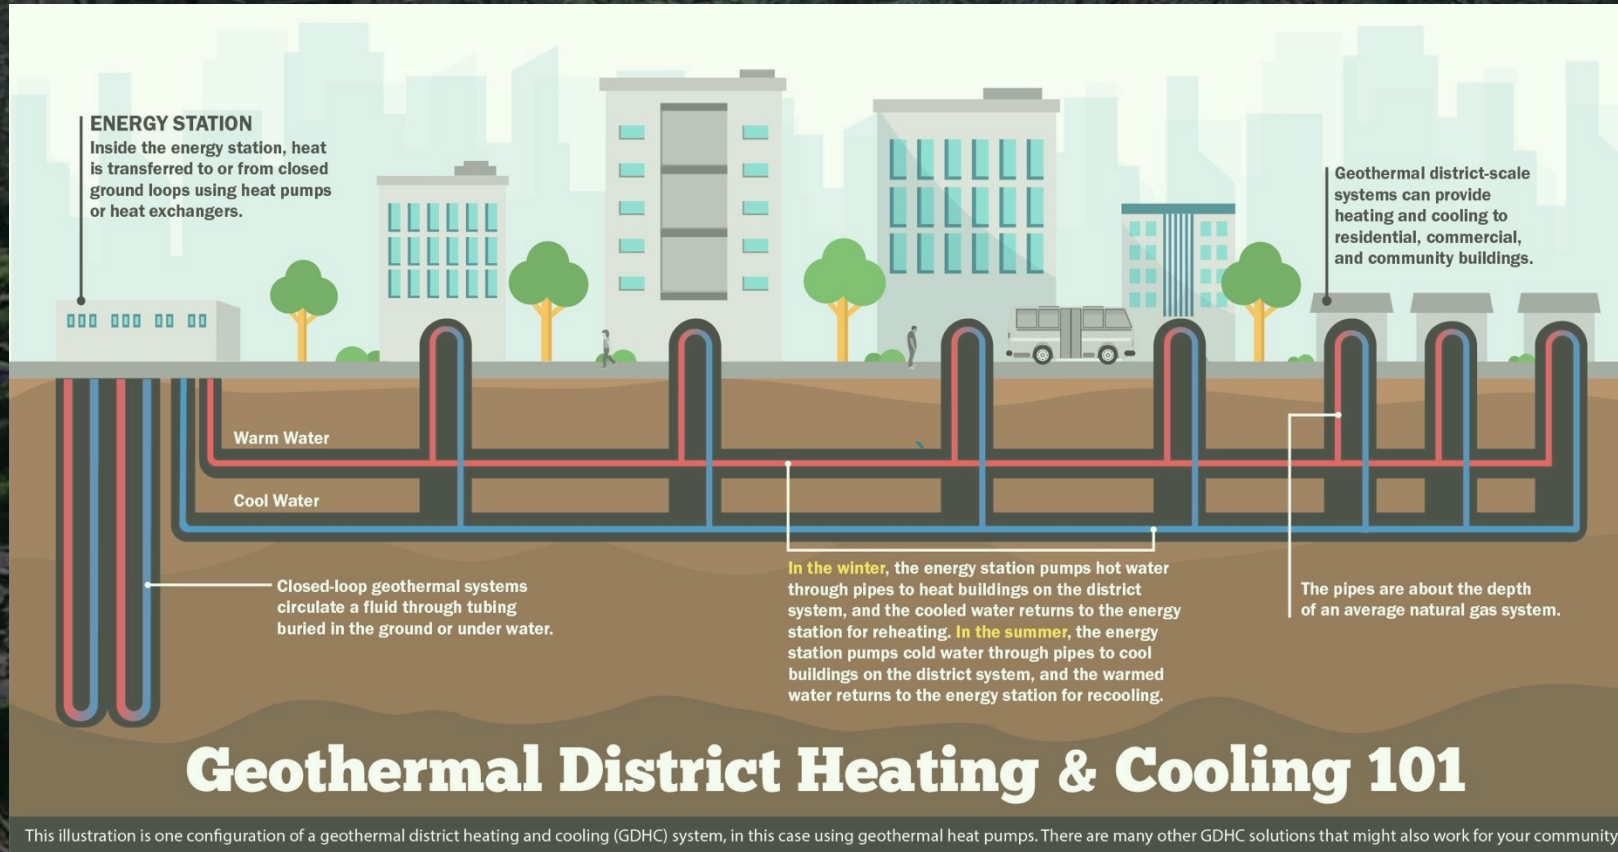 ENERGY STATION
Inside the energy station, heat
is transferred to or from closed
ground loops using heat pumps
or heat exchangers.
Geothermal district-scale
systems can provide
heating and cooling to
residential, commercial,
and community buildings.
Warm Water
Cool Water
Closed-loop geothermal systems
circulate a fluid through tubing
buried in the ground or under water.
In the winter, the energy station pumps hot water
through pipes to heat buildings on the district
system, and the cooled water returns to the energy
station for reheating. In the summer, the energy
station pumps cold water through pipes to cool
buildings on the district system, and the warmed
water returns to the energy station for recooling.
The pipes are about the depth
of an average natural gas system.
Geothermal District Heating & Cooling 101
This illustration is one configuration of a geothermal district heating and cooling (GDHC) system, in this case using geothermal heat pumps. There are many other GDHC solutions that might also work for your community